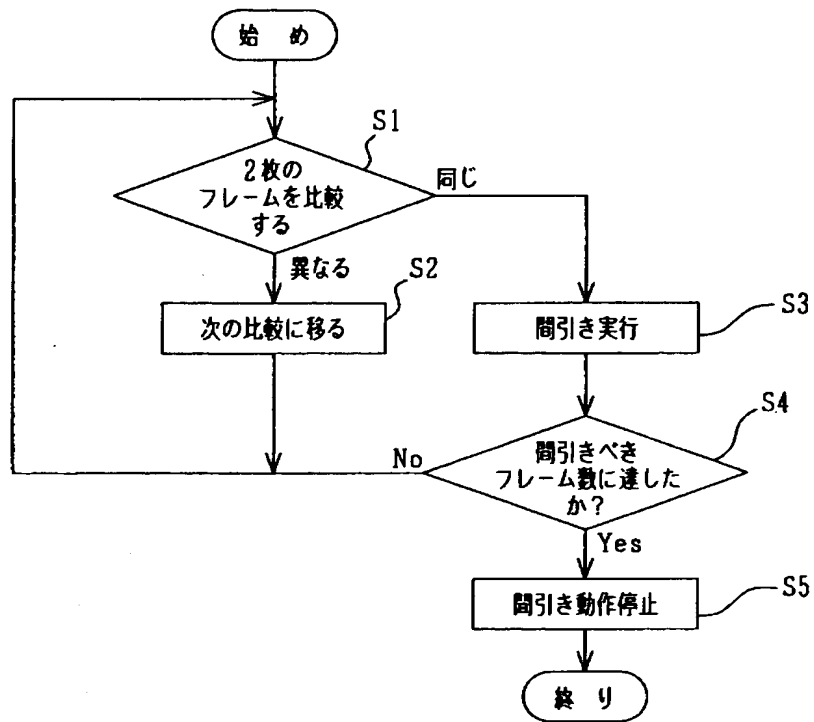 始め
S1
2枚の
フレームを比較
する
同じ
異なる
S2
次の比較に移る
S3
間引き実行
S4
間引きべき
フレーム数に達した
か？
No
Yes
S5
間引き動作停止
終り